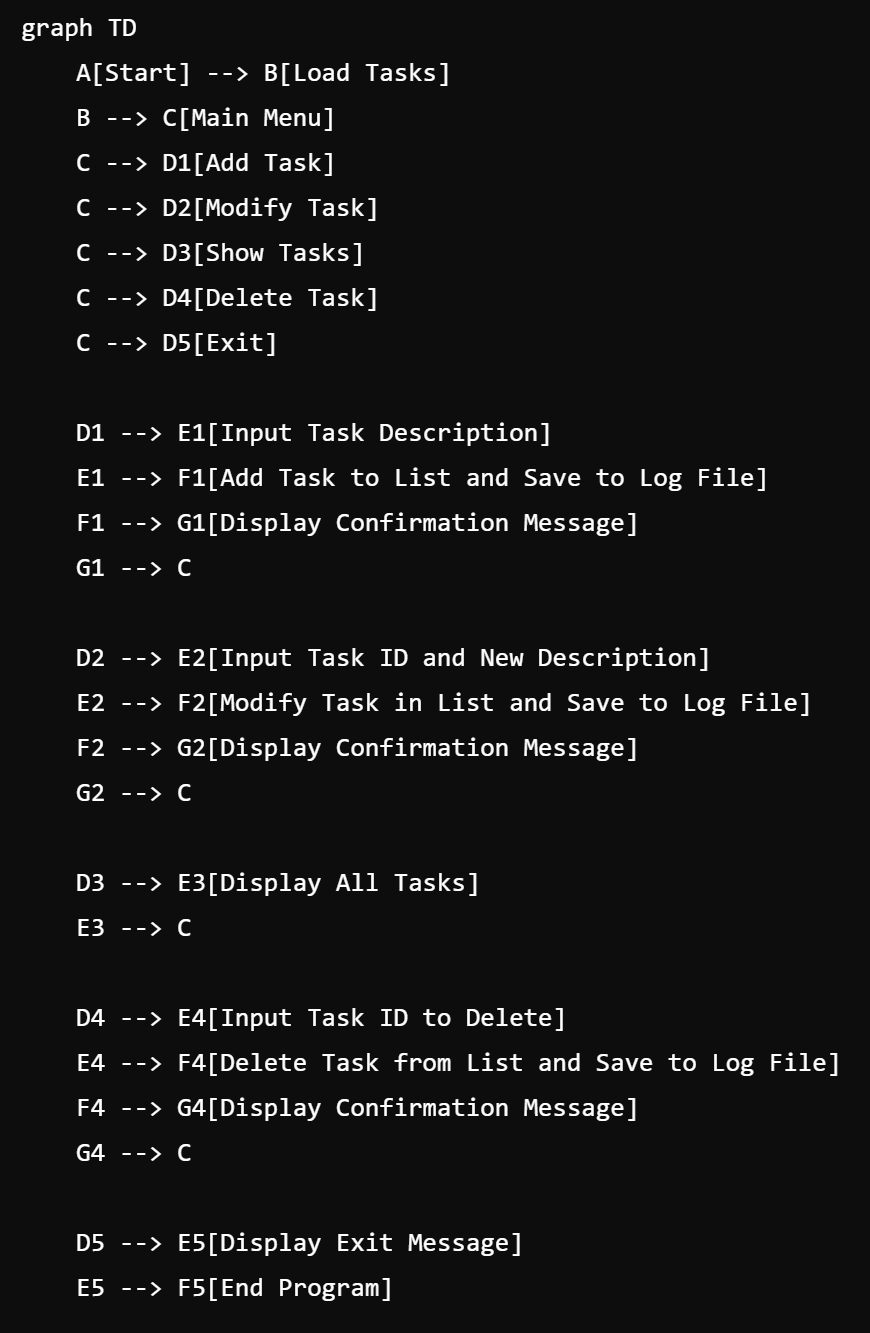 graph TD
    A[Start] --> B[Load Tasks]
    B --> C[Main Menu]
    C --> D1[Add Task]
    C --> D2[Modify Task]
    C --> D3[Show Tasks]
    C --> D4[Delete Task]
    C --> D5[Exit]

    D1 --> E1[Input Task Description]
    E1 --> F1[Add Task to List and Save to Log File]
    F1 --> G1[Display Confirmation Message]
    G1 --> C

    D2 --> E2[Input Task ID and New Description]
    E2 --> F2[Modify Task in List and Save to Log File]
    F2 --> G2[Display Confirmation Message]
    G2 --> C

    D3 --> E3[Display All Tasks]
    E3 --> C

    D4 --> E4[Input Task ID to Delete]
    E4 --> F4[Delete Task from List and Save to Log File]
    F4 --> G4[Display Confirmation Message]
    G4 --> C

    D5 --> E5[Display Exit Message]
    E5 --> F5[End Program]